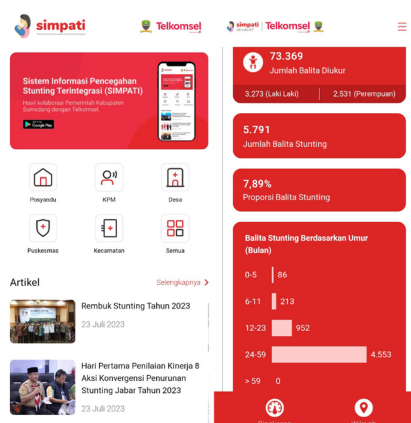 simpati
Telkomsel
Sistem Informasi Pencegahan
Stunting Terintegrasi (SIMPATI)
Hasil kolaborasi Pemerintah Kabupaten
Sumedang dengan Telkomsel.
Google Play
Posyandu
KPM
Desa
Puskesmas
Kecamatan
Semua
Artikel
Selengkapnya
Rembuk Stunting Tahun 2023
23 Juli 2023
Hari Pertama Penilaian Kinerja 8
Aksi Konvergensi Penurunan
Stunting Jabar Tahun 2023
23 Juli 2023
simpati
Telkomsel
73.369
Jumlah Balita Diukur
3.273 (Laki Laki)
2.531 (Perempuan)
5.791
Jumlah Balita Stunting
7,89%
Proporsi Balita Stunting
Balita Stunting Berdasarkan Umur
(Bulan)
0-5 86
6-11 213
12-23 952
24-59 4.553
> 59 0